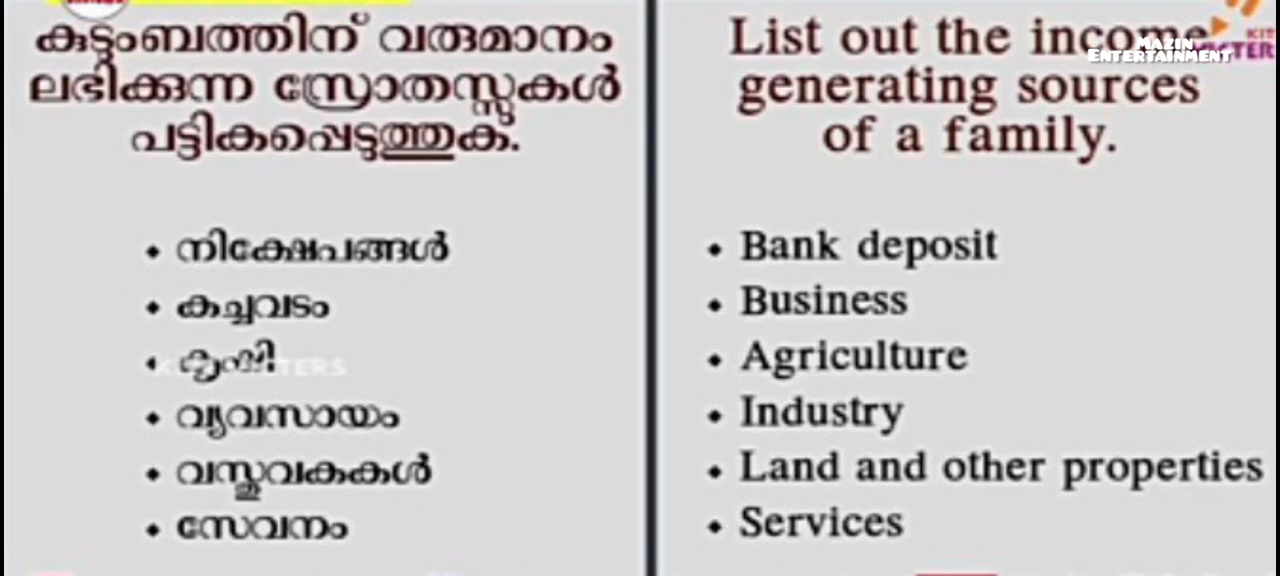 കുടുംബത്തിന് വരുമാനം
ലഭിക്കുന്ന സ്രോതസ്സുകൾ
പട്ടികപ്പെടുത്തുക.
• നിക്ഷേപങ്ങൾ
• കച്ചവടം
• കൃഷി
• വ്യവസായം
• വസ്തുവകകൾ
• സേവനം
List out the income
generating sources
of a family.
• Bank deposit
• Business
• Agriculture
• Industry
• Land and other properties
• Services
MAZIN
ENTERTAINMENT
KIT